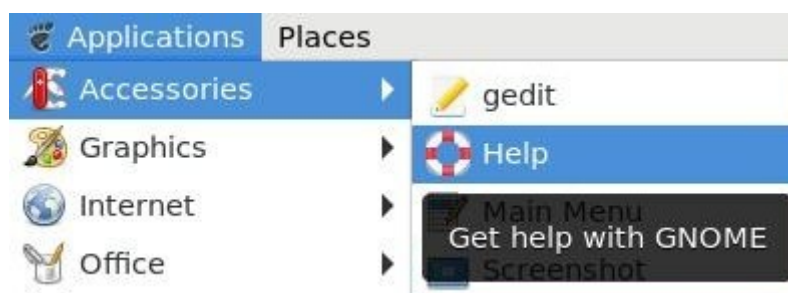 Applications Places
Accessories
Graphics
Internet
Office
gedit
Help
Main Menu
Get help with GNOME
Screenshot